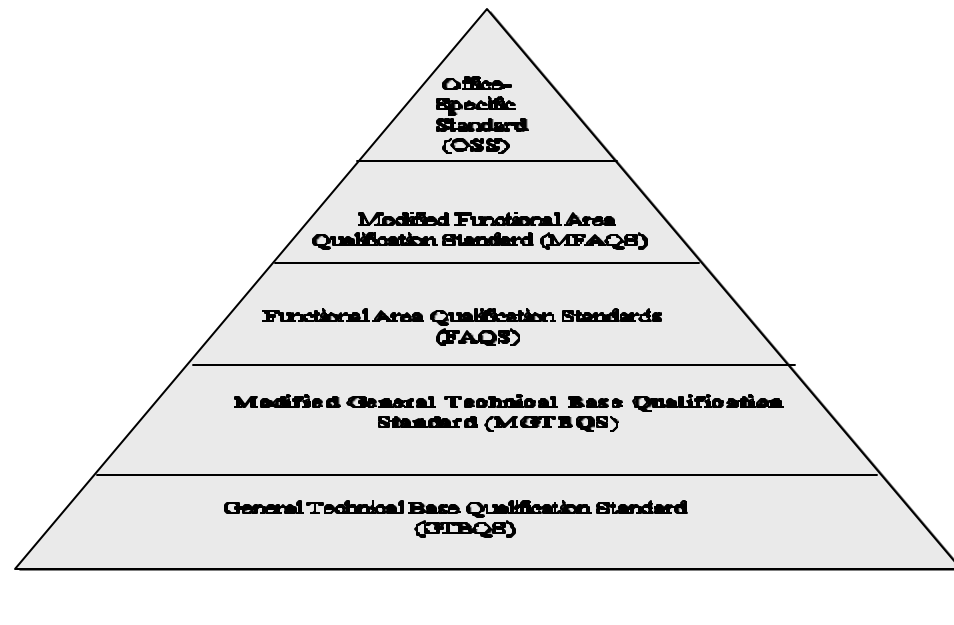 Office-
Specific
Standard
(OSS)
Modified Functional Area
Qualification Standard (MFAQS)
Functional Area Qualification Standards
(FAQS)
Modified General Technical Base Qualification
Standard (MGTBQS)
General Technical Base Qualification Standard
(GTBQS)